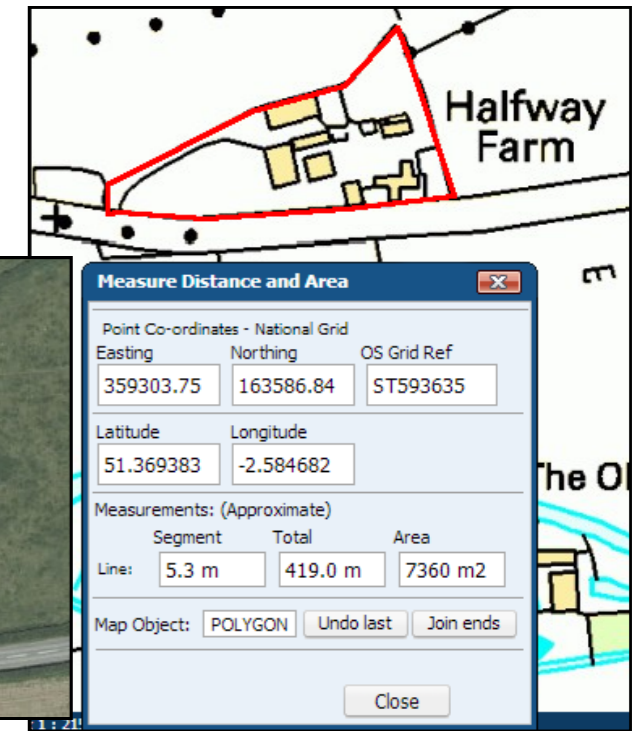 Halfway
Farm
Measure Distance and Area
Point Co-ordinates - National Grid
Easting Northing OS Grid Ref
359303.75 163586.84 ST593635
Latitude Longitude
51.369383 -2.584682
Measurements: (Approximate)
Segment Total Area
Line: 5.3 m 419.0 m 7360 m2
Map Object: POLYGON Undo last Join ends
Close
E